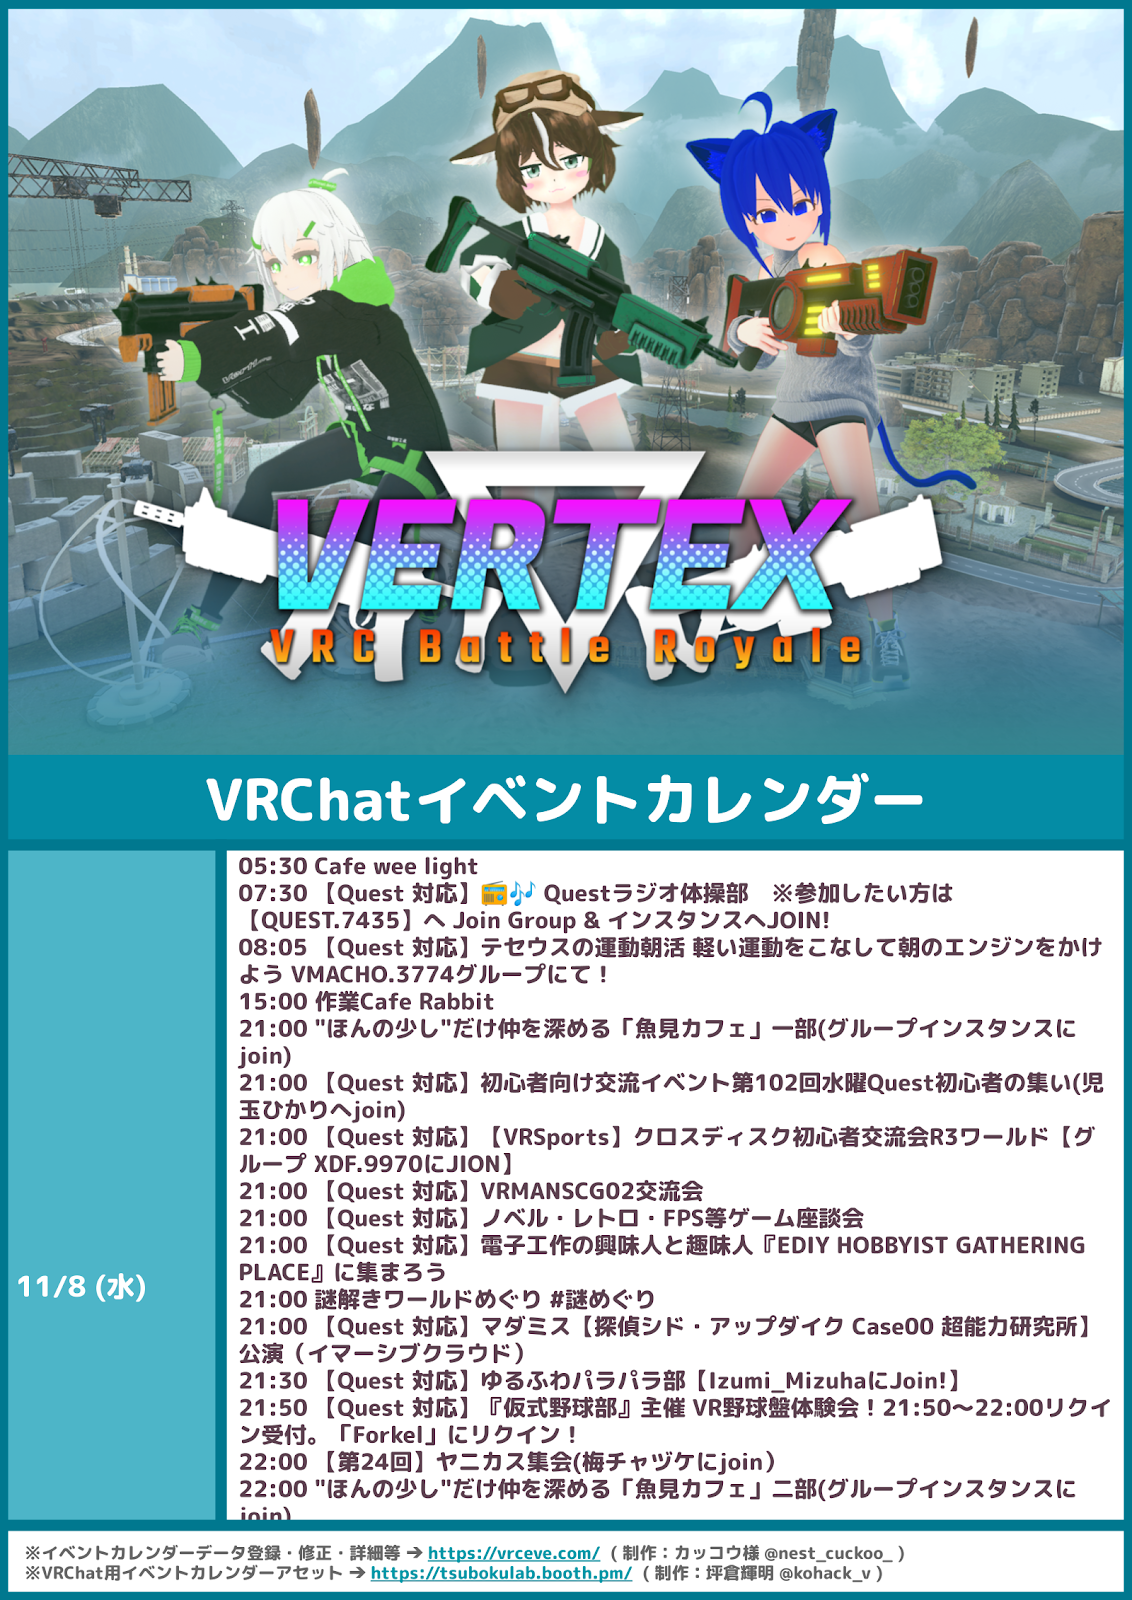 VERTEX
VRC Battle Royale
VRChatイベントカレンダー
11/8 (水)
05:30 Cafe wee light
07:30 【Quest 対応】📻🎶 Questラジオ体操部　※参加したい方は
【QUEST.7435】へ Join Group & インスタンスへJOIN!
08:05 【Quest 対応】テセウスの運動朝活 軽い運動をこなして朝のエンジンをかけ
よう VMACHO.3774グループにて！
15:00 作業Cafe Rabbit
21:00 "ほんの少し"だけ仲を深める「魚見カフェ」一部(グループインスタンスに
join)
21:00 【Quest 対応】初心者向け交流イベント第102回水曜Quest初心者の集い(児
玉ひかりへjoin)
21:00 【Quest 対応】【VRSports】クロスディスク初心者交流会R3ワールド【グ
ループ XDF.9970にJION】
21:00 【Quest 対応】VRMANSCG02交流会
21:00 【Quest 対応】ノベル・レトロ・FPS等ゲーム座談会
21:00 【Quest 対応】電子工作の興味人と趣味人『EDIY HOBBYIST GATHERING
PLACE』に集まろう
21:00 謎解きワールドめぐり #謎めぐり
21:00 【Quest 対応】マダミス【探偵シド・アップダイク Case00 超能力研究所】
公演（イマーシブクラウド）
21:30 【Quest 対応】ゆるふわパラパラ部【Izumi_MizuhaにJoin!】
21:50 【Quest 対応】『仮式野球部』主催 VR野球盤体験会！21:50～22:00リクイ
ン受付。「Forkel」にリクイン！
22:00 【第24回】ヤニカス集会(梅チャヅケにjoin）
22:00 "ほんの少し"だけ仲を深める「魚見カフェ」二部(グループインスタンスに
join)
※イベントカレンダーデータ登録・修正・詳細等 ➔ https://vrceve.com/ （ 制作：カッコウ様 @nest_cuckoo_ ）
※VRChat用イベントカレンダーアセット ➔ https://tsubokulab.booth.pm/ （ 制作：坪倉輝明 @kohack_v ）